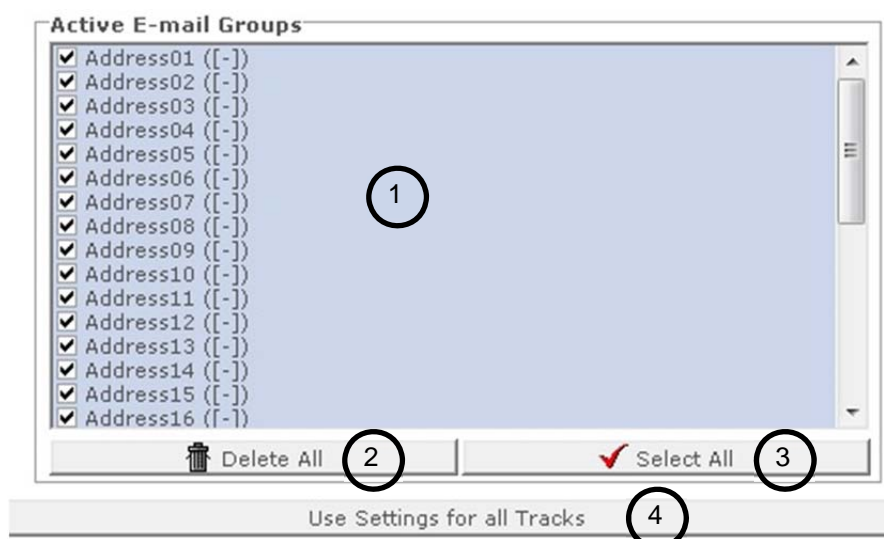 Active E-mail Groups
Address01 ([-])
Address02 ([-])
Address03 ([-])
Address04 ([-])
Address05 ([-])
Address06 ([-])
Address07 ([-])
Address08 ([-])
Address09 ([-])
Address10 ([-])
Address11 ([-])
Address12 ([-])
Address13 ([-])
Address14 ([-])
Address15 ([-])
Address16 ([-])
1
Delete All 2 Select All 3
Use Settings for all Tracks 4